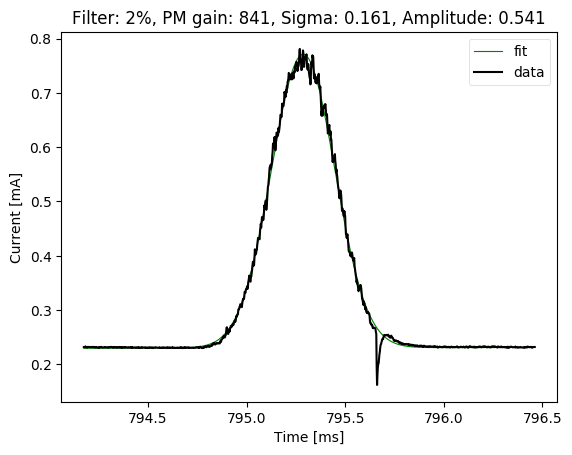 Filter: 2%, PM gain: 841, Sigma: 0.161, Amplitude: 0.541
fit
data
Current [mA]
0.8
0.7
0.6
0.5
0.4
0.3
0.2
794.5
795.0
795.5
796.0
796.5
Time [ms]